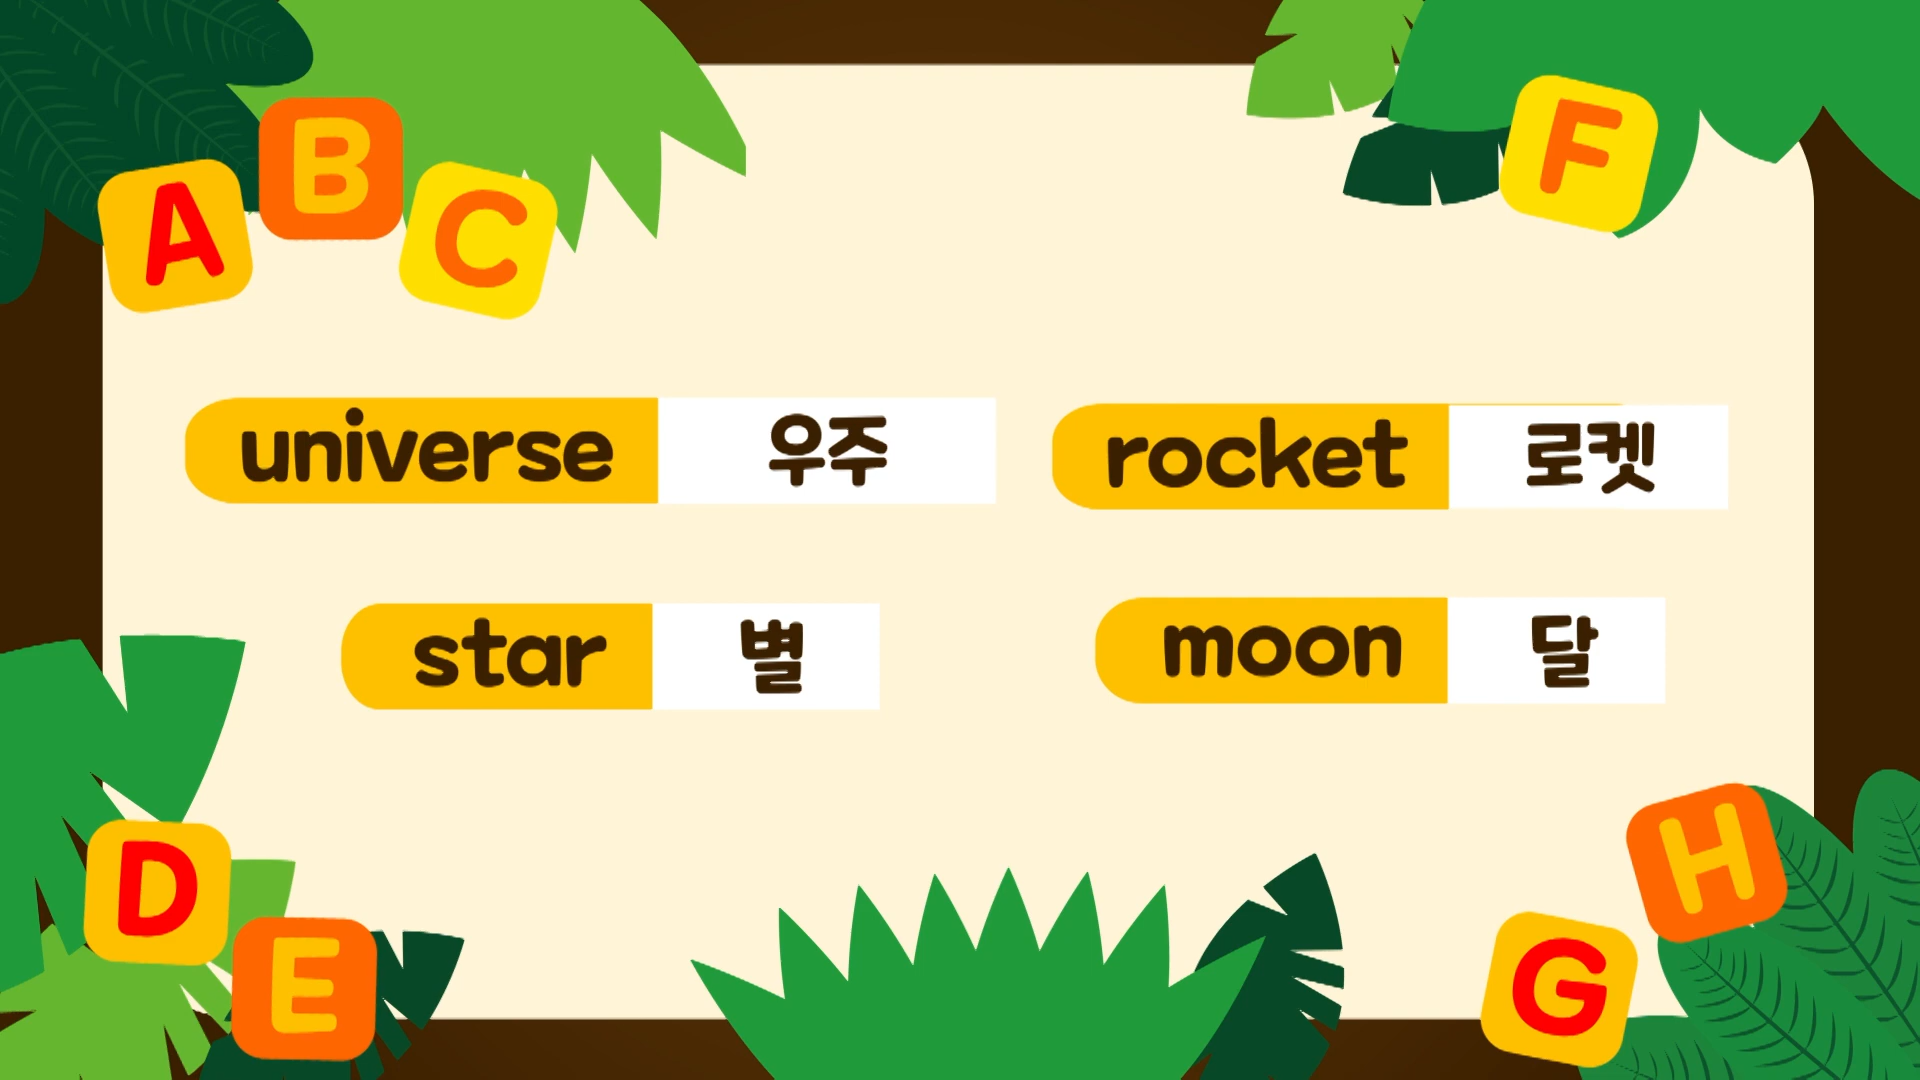 A B C
F
universe 우주
rocket 로켓
star 별
moon 달
D
E
H
G